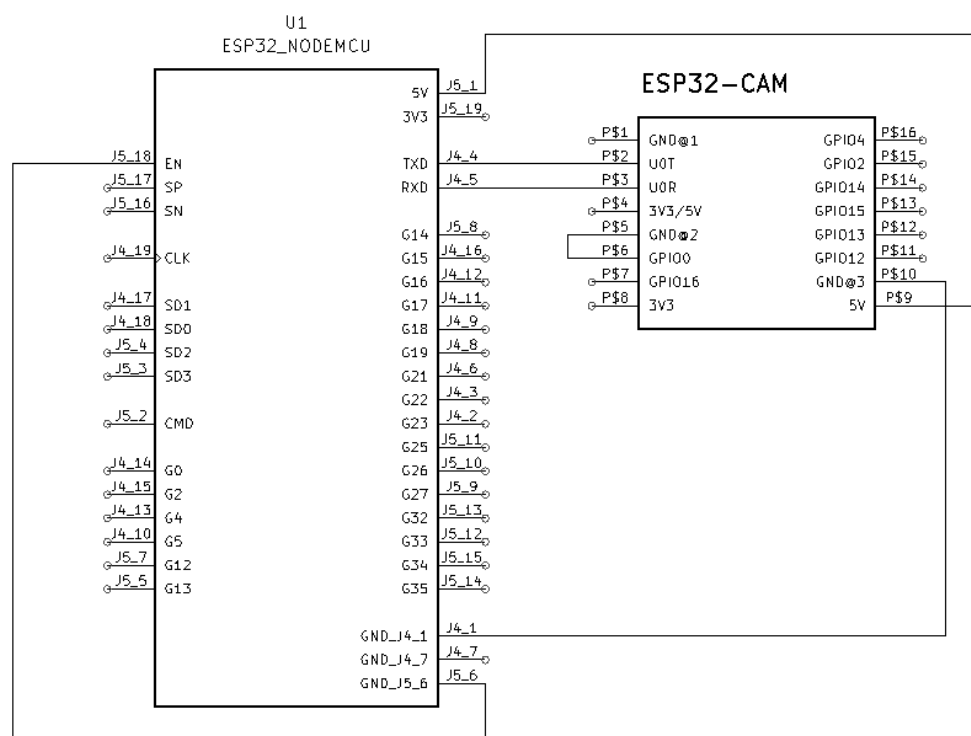 U1
ESP32_NODEMCU
J5_18 EN
J5_17 SP
J5_16 SN
J4_19 CLK
J4_17 SD1
J4_18 SD0
J5_4 SD2
J5_3 SD3
J5_2 CMD
J4_14 G0
J4_15 G2
J4_13 G4
J4_10 G5
J5_7 G12
J5_5 G13
5V J5_1
3V3 J5_19
TXD J4_4
RXD J4_5
G14 J5_8
G15 J4_16
G16 J4_12
G17 J4_11
G18 J4_9
G19 J4_8
G21 J4_6
G22 J4_3
G23 J4_2
G25 J5_11
G26 J5_10
G27 J5_9
G32 J5_13
G33 J5_12
G34 J5_15
G35 J5_14
GND_J4_1 J4_1
GND_J4_7 J4_7
GND_J5_6 J5_6
ESP32-CAM
P$1 GND@1
P$2 U0T
P$3 U0R
P$4 3V3/5V
P$5 GND@2
P$6 GPIO0
P$7 GPIO16
P$8 3V3
GPIO4 P$16
GPIO2 P$15
GPIO14 P$14
GPIO15 P$13
GPIO13 P$12
GPIO12 P$11
GND@3 P$10
5V P$9